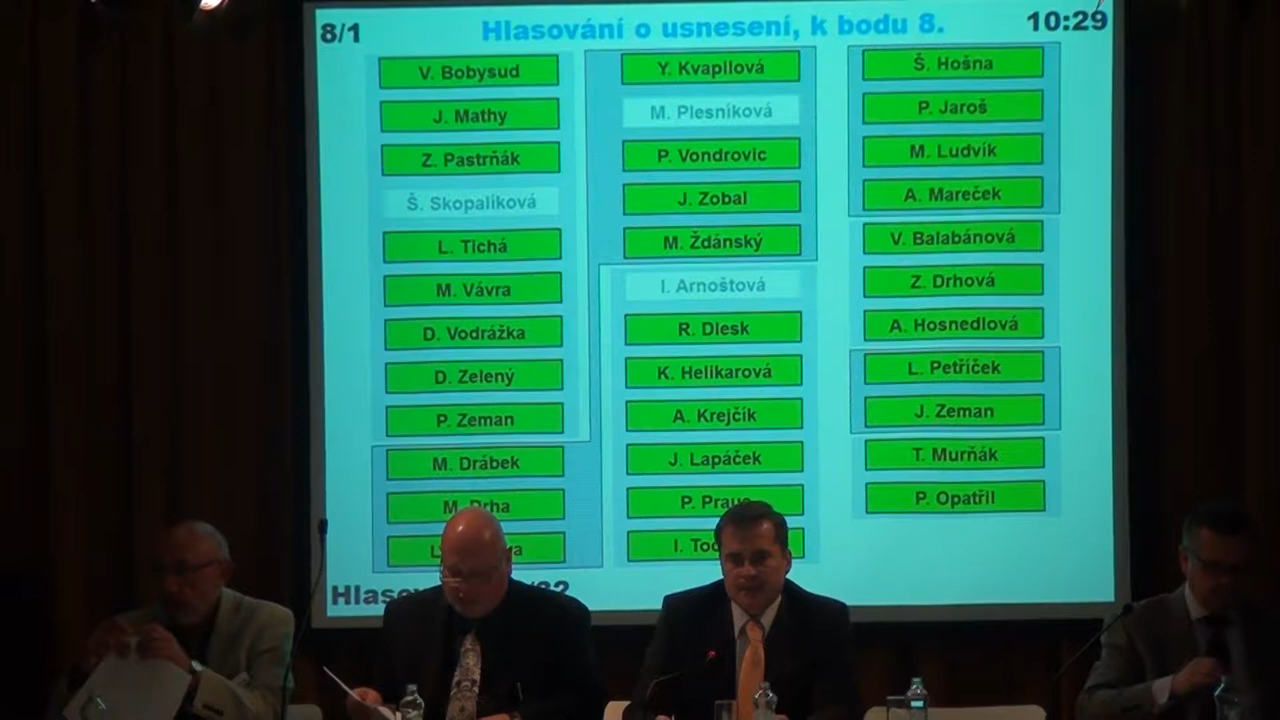 8/1
Hlasování o usnesení, k bodu 8.
10:29
V. Bobysud
J. Mathy
Z. Pastrňák
Š. Skopalíková
L. Tichá
M. Vávra
D. Vodrážka
D. Zelený
P. Zeman
M. Drábek
M. Drha
Y. Kvapilová
M. Plesníková
P. Vondrovic
J. Zobal
M. Ždánský
I. Arnoštová
R. Dlesk
K. Helikarová
A. Krejčík
J. Lapáček
P.
I.
Š. Hošna
P. Jaroš
M. Ludvík
A. Mareček
V. Balabánová
Z. Drhová
A. Hosnedlová
L. Petříček
J. Zeman
T. Murňák
P. Opatřil